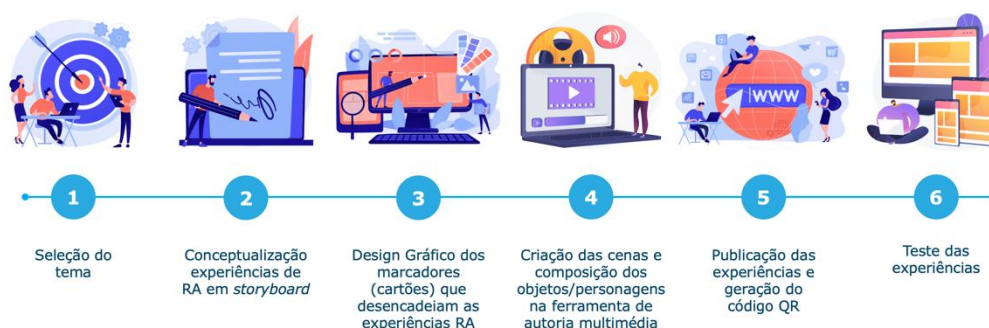 WWW
1
2
3
4
5
6
Seleção do
tema
Conceptualização
experiências de
RA em storyboard
Design Gráfico dos
marcadores
(cartões) que
desencadeiam as
experiências RA
Criação das cenas e
composição dos
objetos/personagens
na ferramenta de
autoria multimédia
Publicação das
experiências e
geração do
código QR
Teste das
experiências